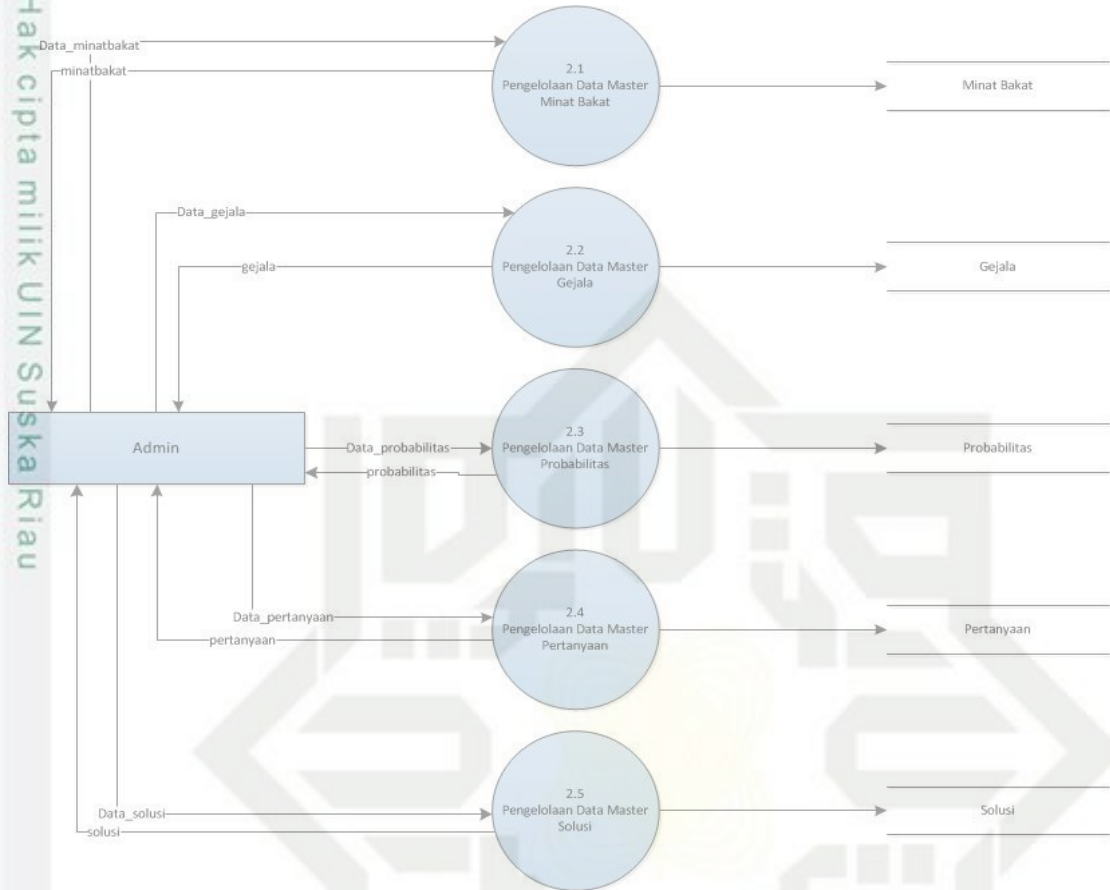 Hak cipta milik UIN Suska Riau
Data_minatbakat
minatbakat
2.1
Pengelolaan Data Master
Minat Bakat
Minat Bakat
Data_gejala
gejala
2.2
Pengelolaan Data Master
Gejala
Gejala
Admin
Data_probabilitas
probabilitas
2.3
Pengelolaan Data Master
Probabilitas
Probabilitas
Data_pertanyaan
pertanyaan
2.4
Pengelolaan Data Master
Pertanyaan
Pertanyaan
Data_solusi
solusi
2.5
Pengelolaan Data Master
Solusi
Solusi